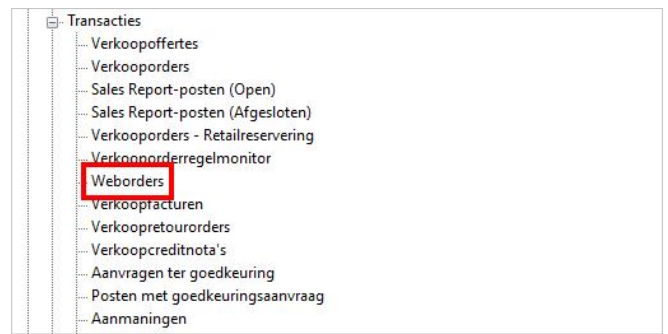 Transacties
Verkoopoffertes
Verkooporders
Sales Report-posten (Open)
Sales Report-posten (Afgesloten)
Verkooporders - Retailreservering
Verkooporderregelmonitor
Weborders
Verkoopfacturen
Verkoopretourorders
Verkoopcreditnota's
Aanvragen ter goedkeuring
Posten met goedkeuringsaanvraag
Aanmaningen